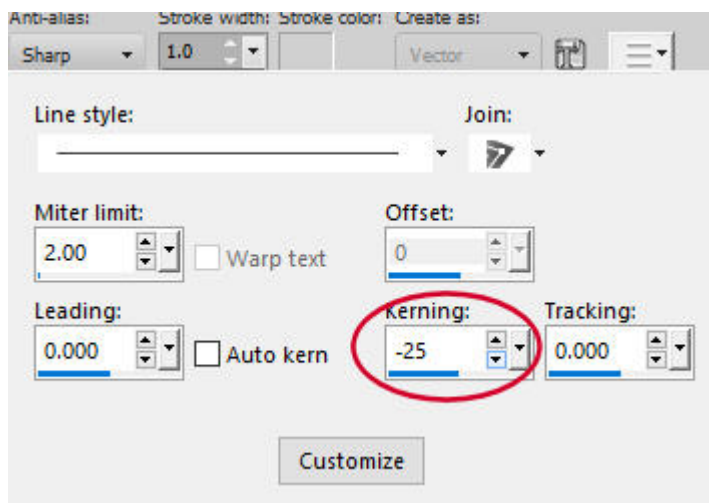 Anti-alias: Stroke width: Stroke color: Create as:
Sharp 1.0 Vector
Line style: Join:
Miter limit: Offset:
2.00 Warp text 0
Leading: Kerning: Tracking:
0.000 Auto kern -25 0.000
Customize